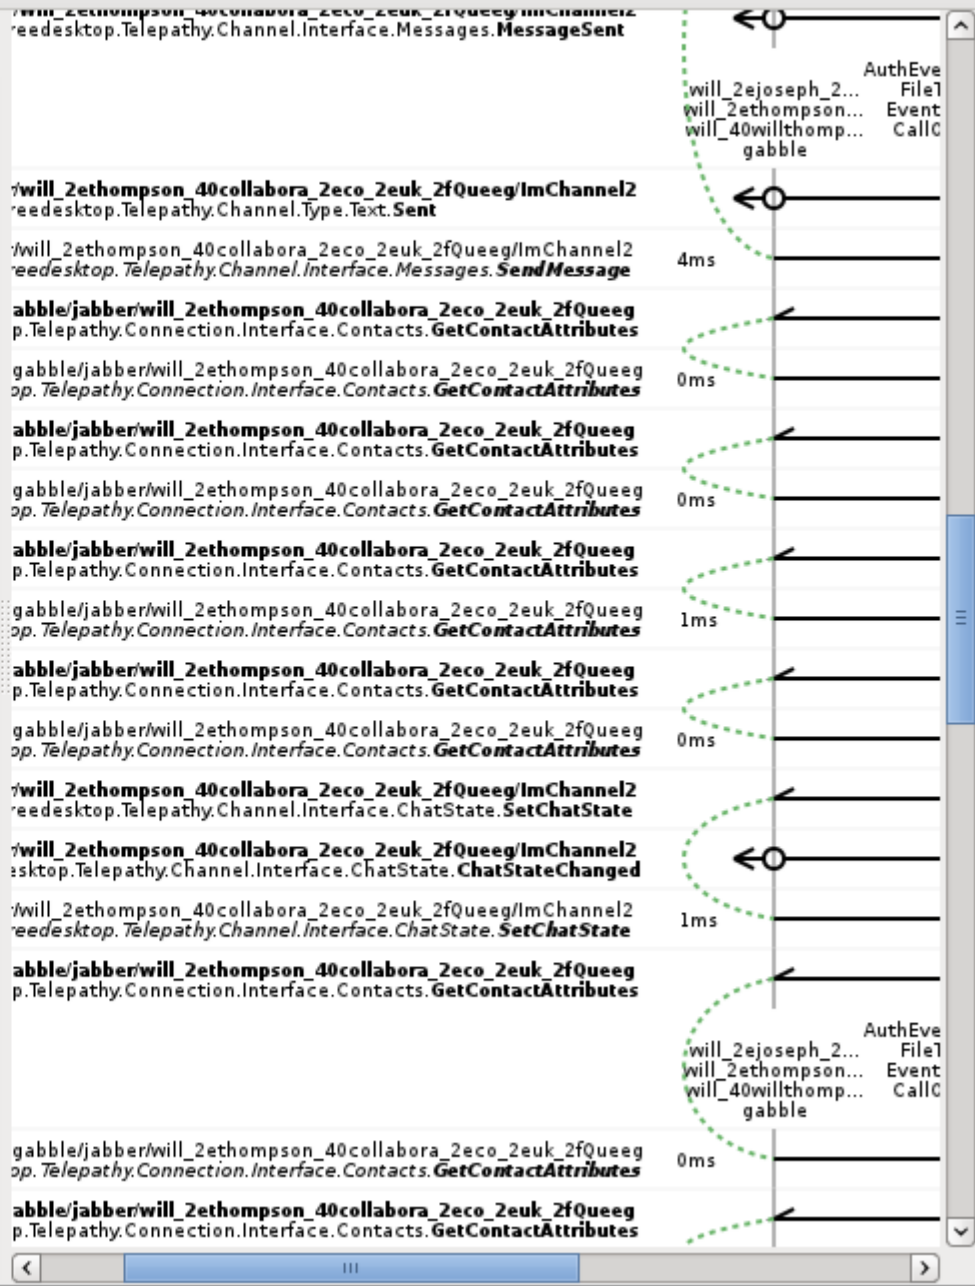 /will_2ethompson_40collabora_2eco_2euk_2fQueeg/ImChannel2
reedesktop.Telepathy.Channel.Interface.Messages.MessageSent
AuthEve
will_2ejoseph_2... FileT
will_2ethompson... Event
will_40willthomp... CallC
gabble
/will_2ethompson_40collabora_2eco_2euk_2fQueeg/ImChannel2
reedesktop.Telepathy.Channel.Type.Text.Sent
/will_2ethompson_40collabora_2eco_2euk_2fQueeg/ImChannel2
reedesktop.Telepathy.Channel.Interface.Messages.SendMessage
4ms
abble/jabber/will_2ethompson_40collabora_2eco_2euk_2fQueeg
p.Telepathy.Connection.Interface.Contacts.GetContactAttributes
gabble/jabber/will_2ethompson_40collabora_2eco_2euk_2fQueeg
op.Telepathy.Connection.Interface.Contacts.GetContactAttributes
0ms
abble/jabber/will_2ethompson_40collabora_2eco_2euk_2fQueeg
p.Telepathy.Connection.Interface.Contacts.GetContactAttributes
gabble/jabber/will_2ethompson_40collabora_2eco_2euk_2fQueeg
op.Telepathy.Connection.Interface.Contacts.GetContactAttributes
0ms
abble/jabber/will_2ethompson_40collabora_2eco_2euk_2fQueeg
p.Telepathy.Connection.Interface.Contacts.GetContactAttributes
gabble/jabber/will_2ethompson_40collabora_2eco_2euk_2fQueeg
op.Telepathy.Connection.Interface.Contacts.GetContactAttributes
1ms
abble/jabber/will_2ethompson_40collabora_2eco_2euk_2fQueeg
p.Telepathy.Connection.Interface.Contacts.GetContactAttributes
gabble/jabber/will_2ethompson_40collabora_2eco_2euk_2fQueeg
op.Telepathy.Connection.Interface.Contacts.GetContactAttributes
0ms
/will_2ethompson_40collabora_2eco_2euk_2fQueeg/ImChannel2
reedesktop.Telepathy.Channel.Interface.ChatState.SetChatState
/will_2ethompson_40collabora_2eco_2euk_2fQueeg/ImChannel2
esktop.Telepathy.Channel.Interface.ChatState.ChatStateChanged
/will_2ethompson_40collabora_2eco_2euk_2fQueeg/ImChannel2
reedesktop.Telepathy.Channel.Interface.ChatState.SetChatState
1ms
abble/jabber/will_2ethompson_40collabora_2eco_2euk_2fQueeg
p.Telepathy.Connection.Interface.Contacts.GetContactAttributes
AuthEve
will_2ejoseph_2... FileT
will_2ethompson... Event
will_40willthomp... CallC
gabble
gabble/jabber/will_2ethompson_40collabora_2eco_2euk_2fQueeg
op.Telepathy.Connection.Interface.Contacts.GetContactAttributes
0ms
abble/jabber/will_2ethompson_40collabora_2eco_2euk_2fQueeg
p.Telepathy.Connection.Interface.Contacts.GetContactAttributes